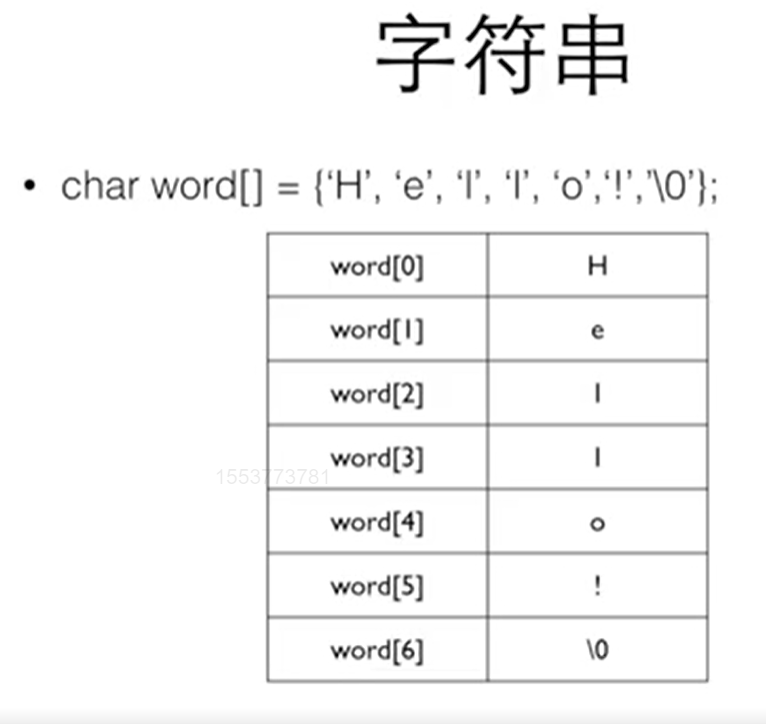 字符串
• char word[] = {‘H’, ‘e’, ‘l’, ‘l’, ‘o’,‘!’,’\0’};
word[0] H
word[1] e
word[2] l
word[3] l
1553773781
word[4] o
word[5] !
word[6] \0